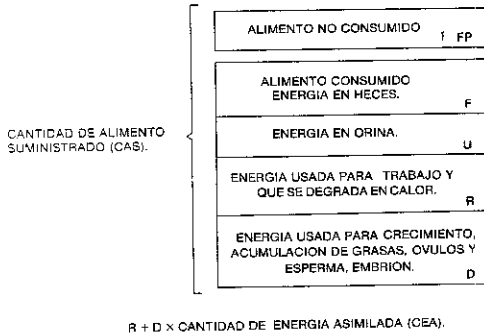 ALIMENTO NO CONSUMIDO
1 FP
ALIMENTO CONSUMIDO
ENERGIA EN HECES.
F
CANTIDAD DE ALIMENTO
SUMINISTRADO (CAS).
ENERGIA EN ORINA.
U
ENERGIA USADA PARA TRABAJO Y
QUE SE DEGRADA EN CALOR.
R
ENERGIA USADA PARA CRECIMIENTO,
ACUMULACION DE GRASAS, OVULOS Y
ESPERMA, EMBRION.
D
R + D × CANTIDAD DE ENERGIA ASIMILADA (CEA).